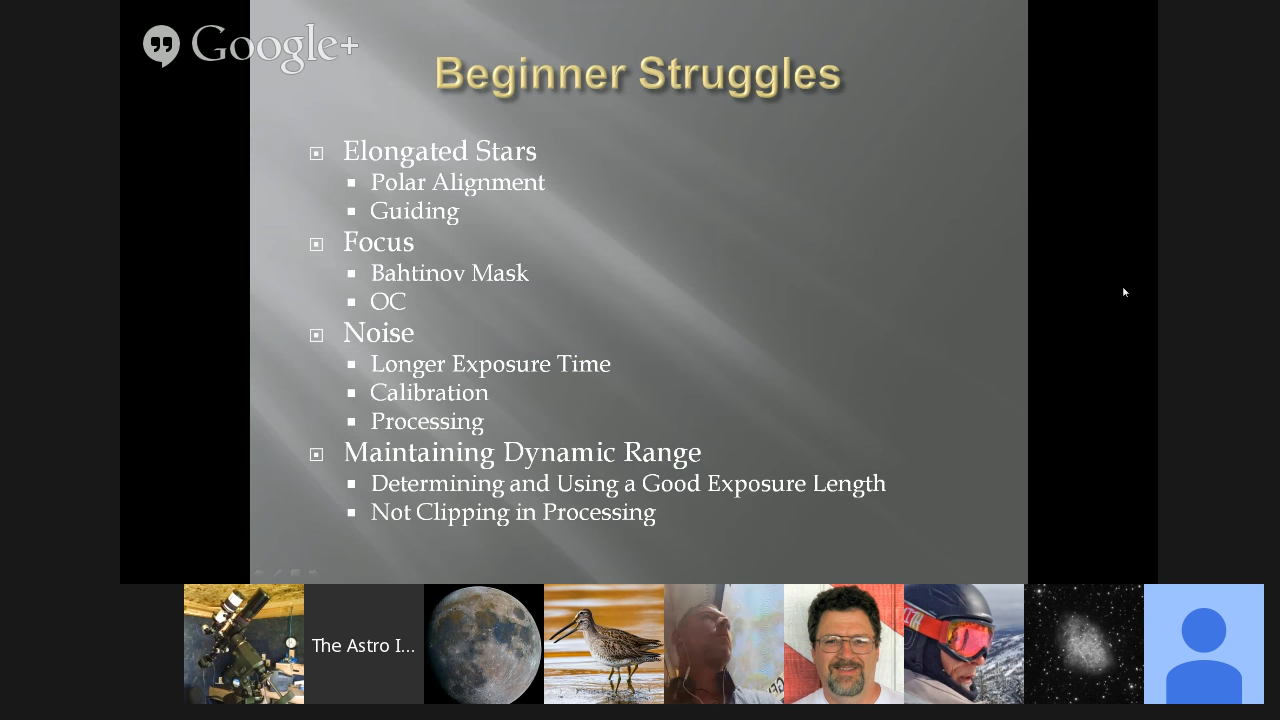 Google+
Beginner Struggles
Elongated Stars
Polar Alignment
Guiding
Focus
Bahtinov Mask
OC
Noise
Longer Exposure Time
Calibration
Processing
Maintaining Dynamic Range
Determining and Using a Good Exposure Length
Not Clipping in Processing
The Astro I...